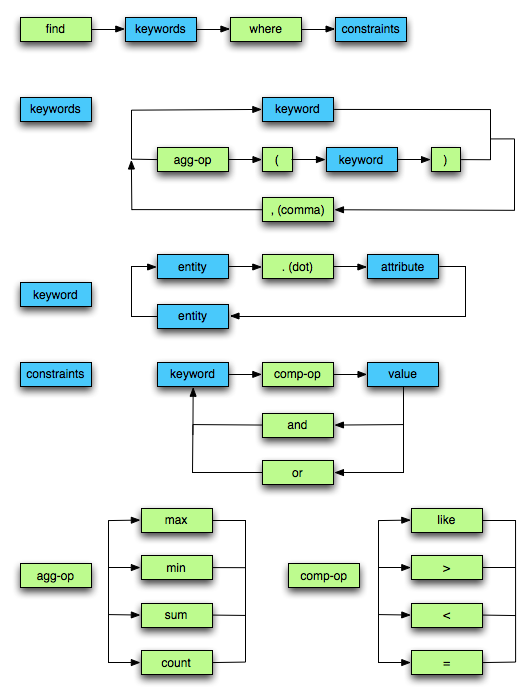 find keywords where constraints
keywords
keyword
agg-op ( keyword )
, (comma)
entity . (dot) attribute
keyword
entity
constraints keyword comp-op value
and
or
max like
min >
agg-op comp-op
sum <
count =